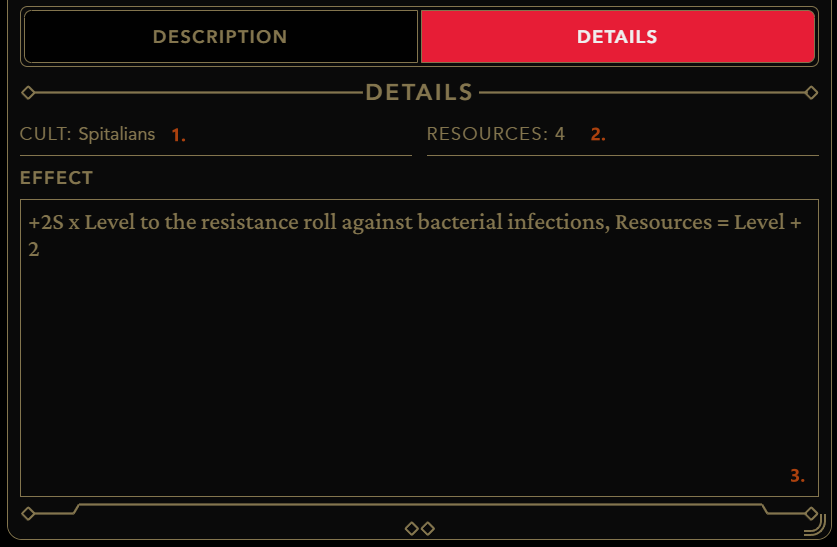 DESCRIPTION
DETAILS
DETAILS
CULT: Spitalians 1.
RESOURCES: 4 2.
EFFECT
+2S x Level to the resistance roll against bacterial infections, Resources = Level +
2
3.